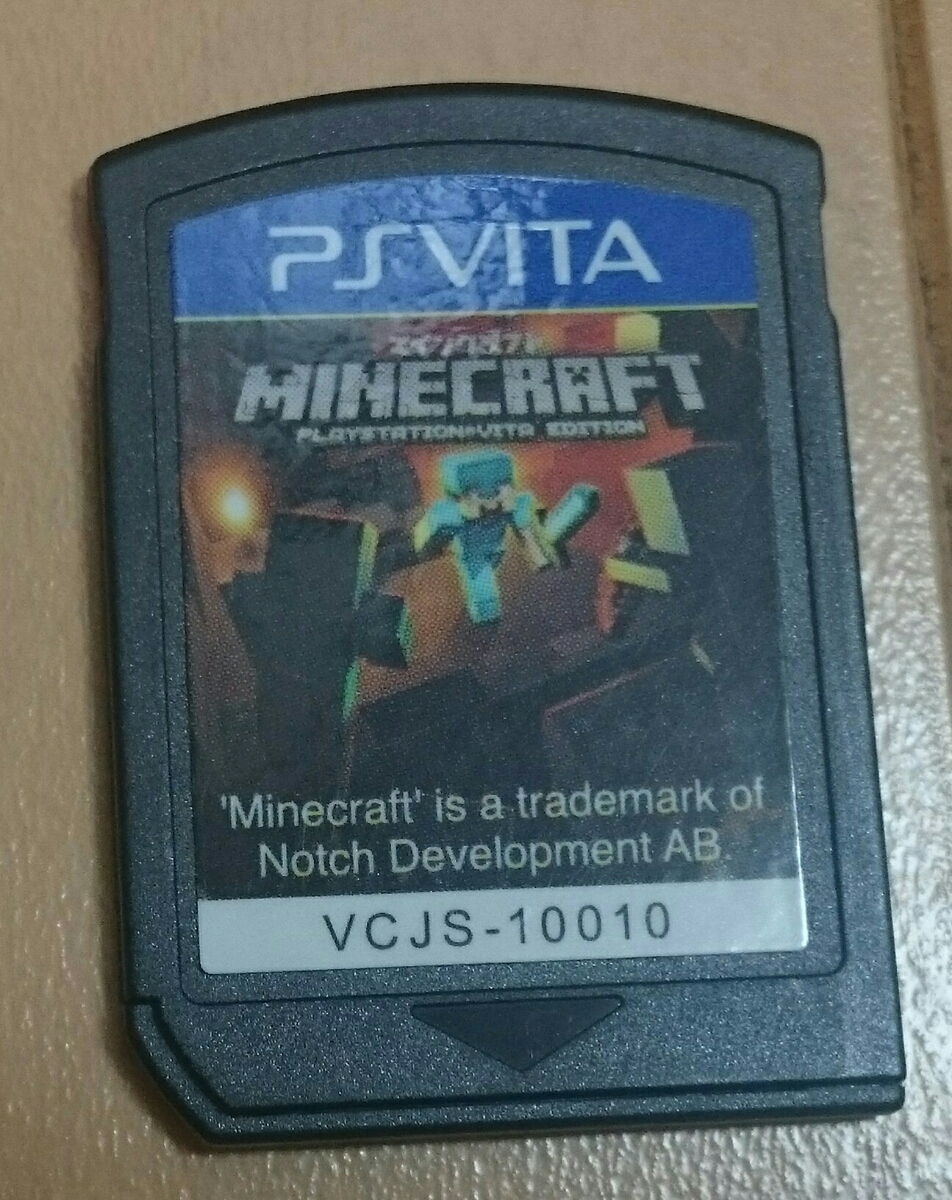 PSVITA
マインクラフト
MINECRAFT
PLAYSTATION®VITA EDITION
'Minecraft' is a trademark of
Notch Development AB.
VCJS-10010